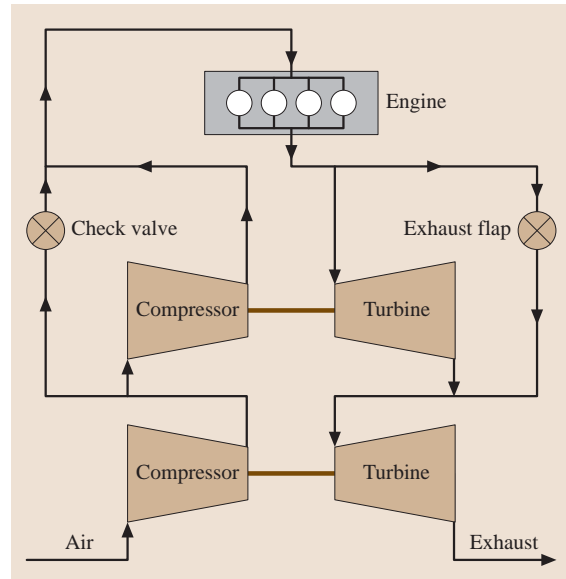 Engine
Check valve
Exhaust flap
Compressor
Turbine
Compressor
Turbine
Air
Exhaust